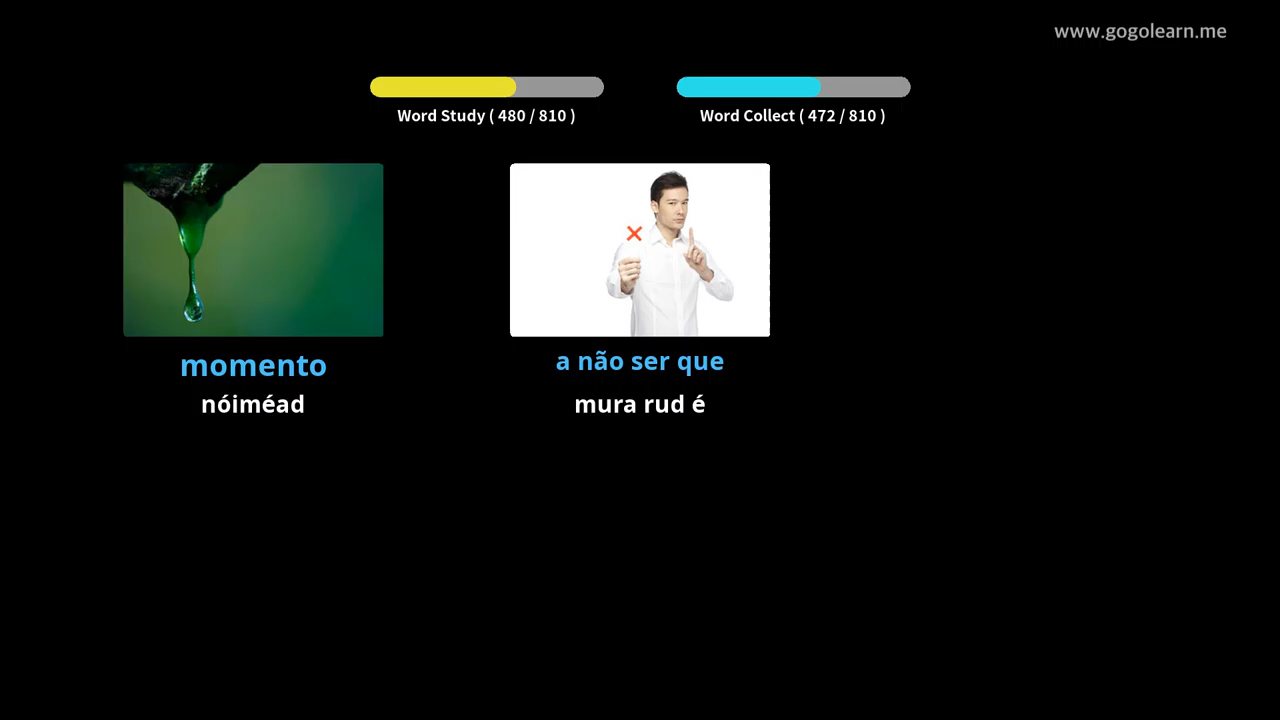 www.gogolearn.me
Word Study ( 480 / 810 )
Word Collect ( 472 / 810 )
momento
nóiméad
a não ser que
mura rud é